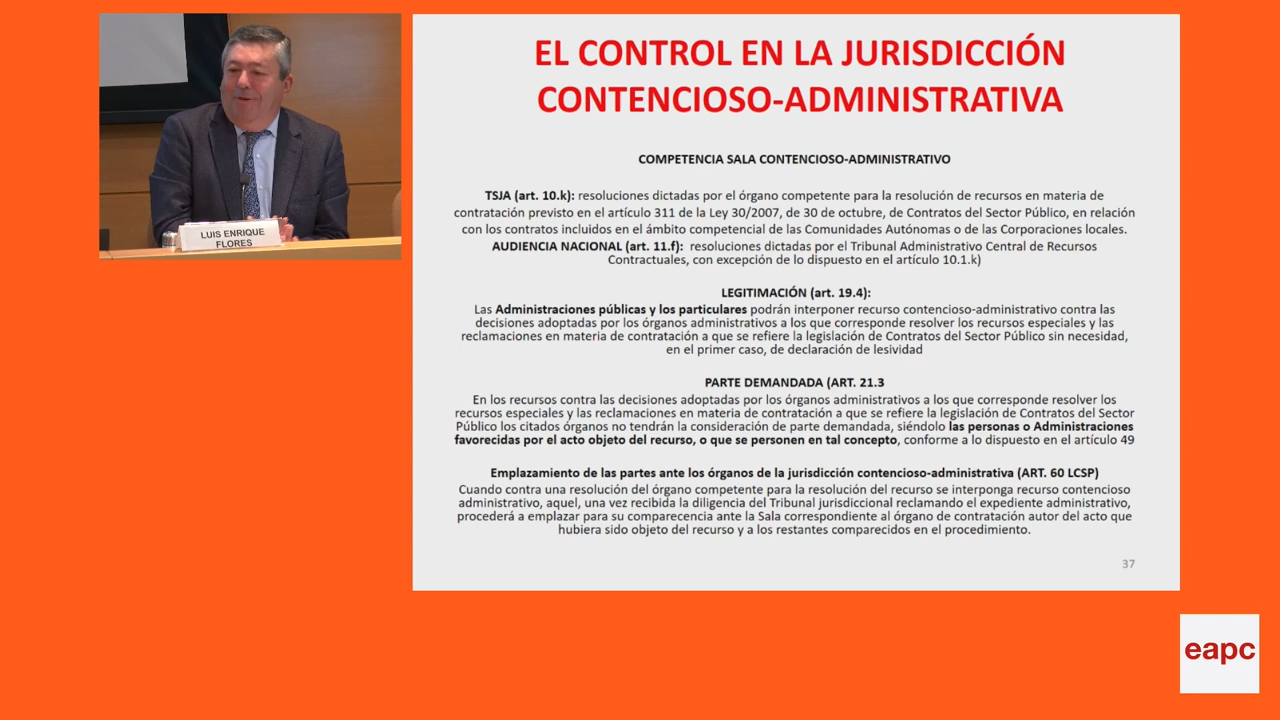 LUIS ENRIQUE
FLORES
EL CONTROL EN LA JURISDICCIÓN
CONTENCIOSO-ADMINISTRATIVA
COMPETENCIA SALA CONTENCIOSO-ADMINISTRATIVO
TSJA (art. 10.k): resoluciones dictadas por el órgano competente para la resolución de recursos en materia de
contratación previsto en el artículo 311 de la Ley 30/2007, de 30 de octubre, de Contratos del Sector Público, en relación
con los contratos incluidos en el ámbito competencial de las Comunidades Autónomas o de las Corporaciones locales.
AUDIENCIA NACIONAL (art. 11.f): resoluciones dictadas por el Tribunal Administrativo Central de Recursos
Contractuales, con excepción de lo dispuesto en el artículo 10.1.k)
LEGITIMACIÓN (art. 19.4):
Las Administraciones públicas y los particulares podrán interponer recurso contencioso-administrativo contra las
decisiones adoptadas por los órganos administrativos a los que corresponde resolver los recursos especiales y las
reclamaciones en materia de contratación a que se refiere la legislación de Contratos del Sector Público sin necesidad,
en el primer caso, de declaración de lesividad
PARTE DEMANDADA (ART. 21.3
En los recursos contra las decisiones adoptadas por los órganos administrativos a los que corresponde resolver los
recursos especiales y las reclamaciones en materia de contratación a que se refiere la legislación de Contratos del Sector
Público los citados órganos no tendrán la consideración de parte demandada, siéndolo las personas o Administraciones
favorecidas por el acto objeto del recurso, o que se personen en tal concepto, conforme a lo dispuesto en el artículo 49
Emplazamiento de las partes ante los órganos de la jurisdicción contencioso-administrativa (ART. 60 LCSP)
Cuando contra una resolución del órgano competente para la resolución del recurso se interponga recurso contencioso
administrativo, aquel, una vez recibida la diligencia del Tribunal jurisdiccional reclamando el expediente administrativo,
procederá a emplazar para su comparecencia ante la Sala correspondiente al órgano de contratación autor del acto que
hubiera sido objeto del recurso y a los restantes comparecidos en el procedimiento.
37
eapc